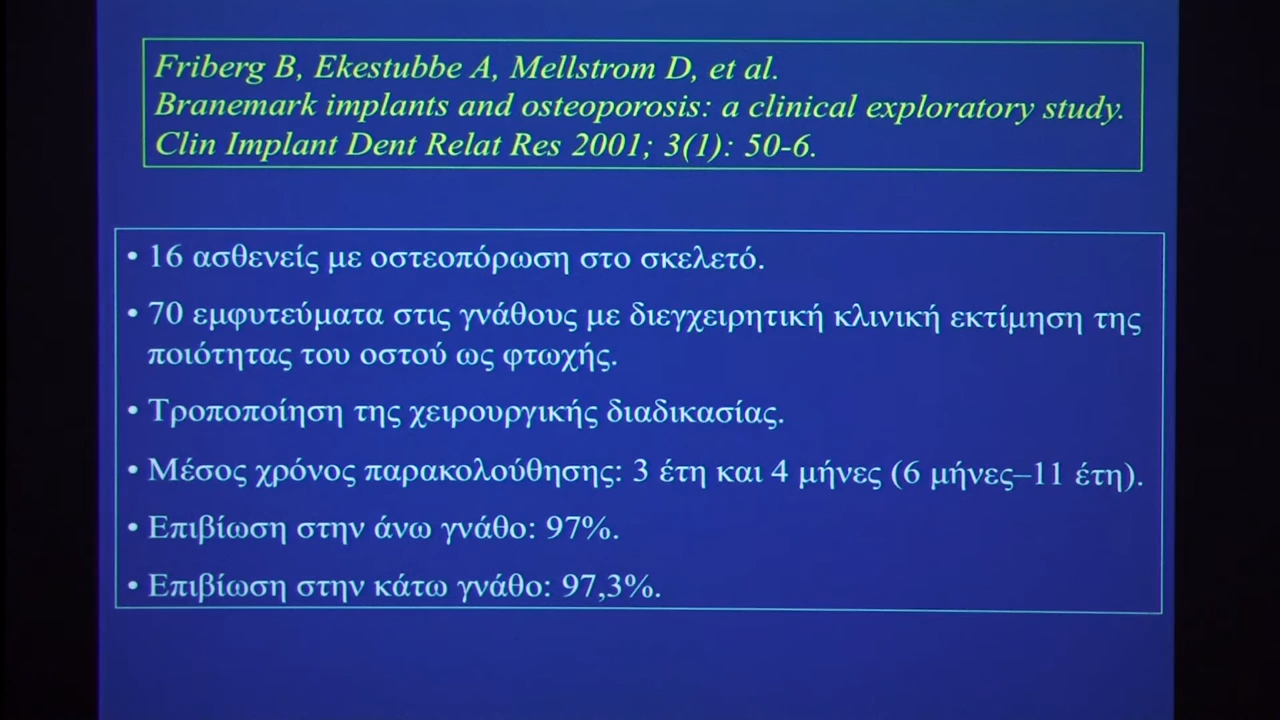 Friberg B, Ekestubbe A, Mellstrom D, et al.
Branemark implants and osteoporosis: a clinical exploratory study.
Clin Implant Dent Relat Res 2001; 3(1): 50-6.
• 16 ασθενείς με οστεοπόρωση στο σκελετό.
• 70 εμφυτεύματα στις γνάθους με διεγχειρητική κλινική εκτίμηση της
ποιότητας του οστού ως φτωχής.
• Τροποποίηση της χειρουργικής διαδικασίας.
• Μέσος χρόνος παρακολούθησης: 3 έτη και 4 μήνες (6 μήνες–11 έτη).
• Επιβίωση στην άνω γνάθο: 97%.
• Επιβίωση στην κάτω γνάθο: 97,3%.